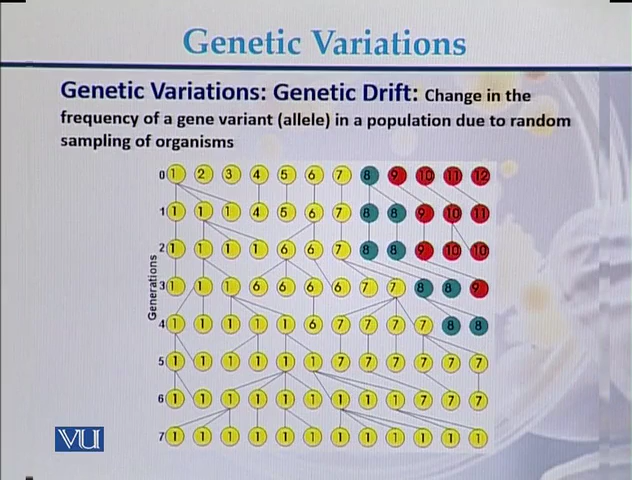 Genetic Variations
Genetic Variations: Genetic Drift: Change in the
frequency of a gene variant (allele) in a population due to random
sampling of organisms
Generations
0 1 2 3 4 5 6 7 8 9 10 11 12
1 1 1 1 4 5 6 7 8 8 9 10 11
2 1 1 1 1 6 6 7 8 8 9 10 10
3 1 1 1 6 6 6 6 7 7 8 8 9
4 1 1 1 1 1 6 7 7 7 7 8 8
5 1 1 1 1 1 1 7 7 7 7 7 7
6 1 1 1 1 1 1 1 1 1 7 7 7
7 1 1 1 1 1 1 1 1 1 1 1 1
VU